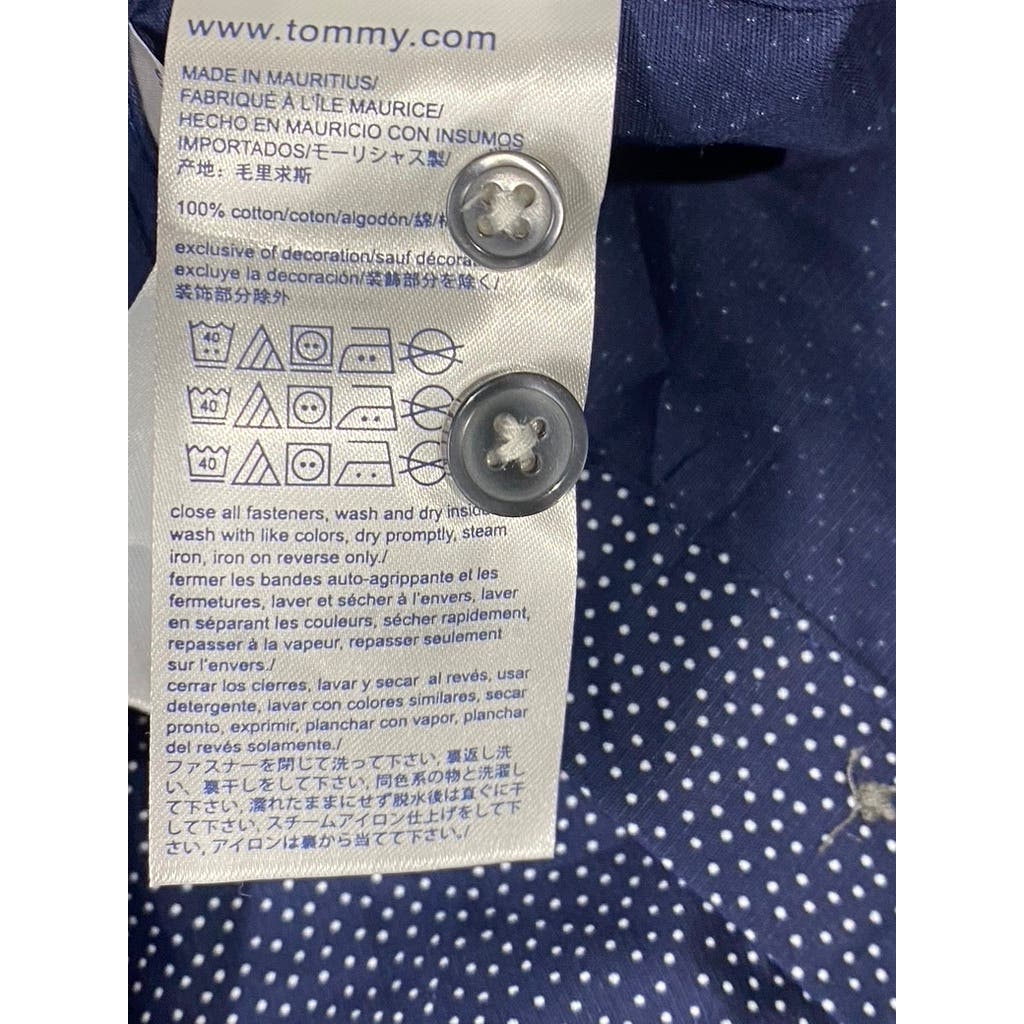 www.tommy.com
MADE IN MAURITIUS/
FABRIQUÉ À L'ÎLE MAURICE/
HECHO EN MAURICIO CON INSUMOS
IMPORTADOS/モーリシャス製/
产地：毛里求斯
100% cotton/coton/algodón/綿/
exclusive of decoration/sauf
excluye la decoración/装飾部分を除く/
装饰部分除外
40
40
40
close all fasteners, wash and dry
wash with like colors, dry promptly, steam
iron, iron on reverse only./
fermer les bandes auto-agrippante et les
fermetures, laver et sécher à l'envers, laver
en séparant les couleurs, sécher rapidement,
repasser à la vapeur, repasser seulement
sur l'envers./
cerrar los cierres, lavar y secar al revés, usar
detergente, lavar con colores similares, secar
pronto, exprimir, planchar con vapor, planchar
del revés solamente./
ファスナーを閉じて洗って下さい, 裏返し洗
い、裏干しをして下さい, 同色系の物と洗濯し
て下さい, 濡れたままにせず脱水後は直ぐに干
して下さい, スチームアイロン仕上げをして下
さい, アイロンは裏から当てて下さい./